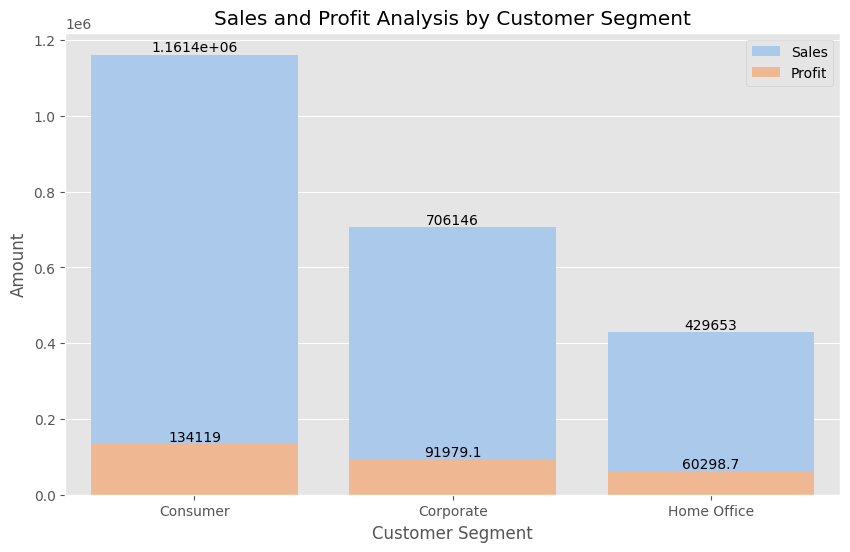 Sales and Profit Analysis by Customer Segment
1e6
1.2
1.0
0.8
0.6
0.4
0.2
0.0
Amount
1.1614e+06
706146
429653
134119
91979.1
60298.7
Sales
Profit
Consumer
Corporate
Home Office
Customer Segment